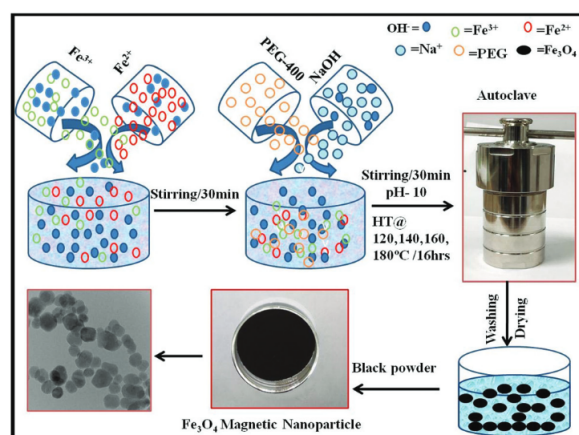 OH⁻=
=Fe³⁺
=Fe²⁺
=Na⁺
=PEG
=Fe₃O₄
Fe³⁺
Fe²⁺
PEG-400
NaOH
Autoclave
Stirring/30min
Stirring/30min
pH- 10
HT@
120,140,160,
180ºC /16hrs
Washing
Drying
Black powder
Fe₃O₄ Magnetic Nanoparticle